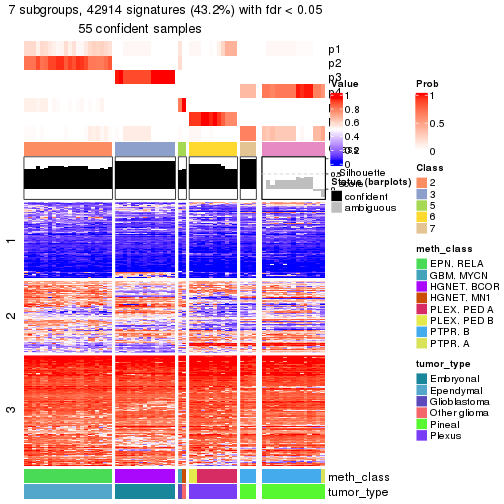 7 subgroups, 42914 signatures (43.2%) with fdr < 0.05
55 confident samples
p1
p2
p3
p4
Value
1
0.8
0.6
0.4
0.2
0
Silhouette
score
Status (barplots)
confident
ambiguous
Prob
1
0.5
0
Class
2
3
5
6
7
meth_class
EPN. RELA
GBM. MYCN
HGNET. BCOR
HGNET. MN1
PLEX. PED A
PLEX. PED B
PTPR. B
PTPR. A
tumor_type
Embryonal
Ependymal
Glioblastoma
Other glioma
Pineal
Plexus
1
2
3
meth_class
tumor_type